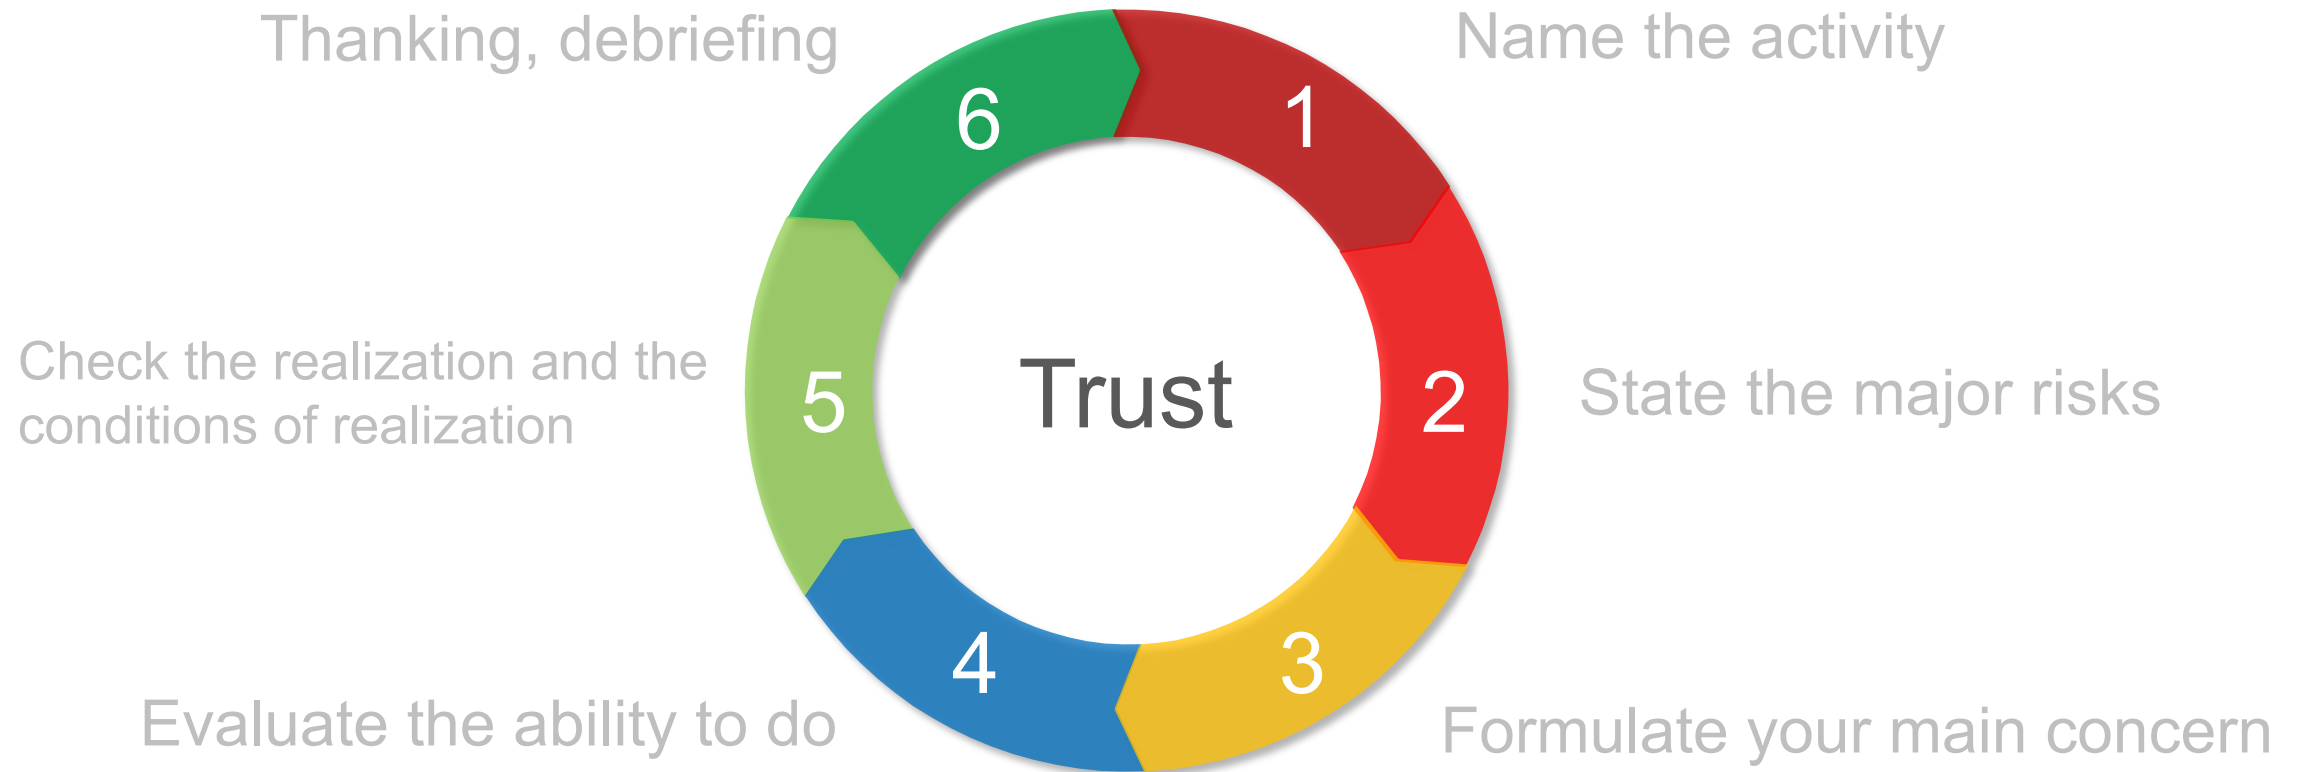 Thanking, debriefing
Name the activity
6
1
Check the realization and the
conditions of realization
5
Trust
2
State the major risks
4
3
Evaluate the ability to do
Formulate your main concern